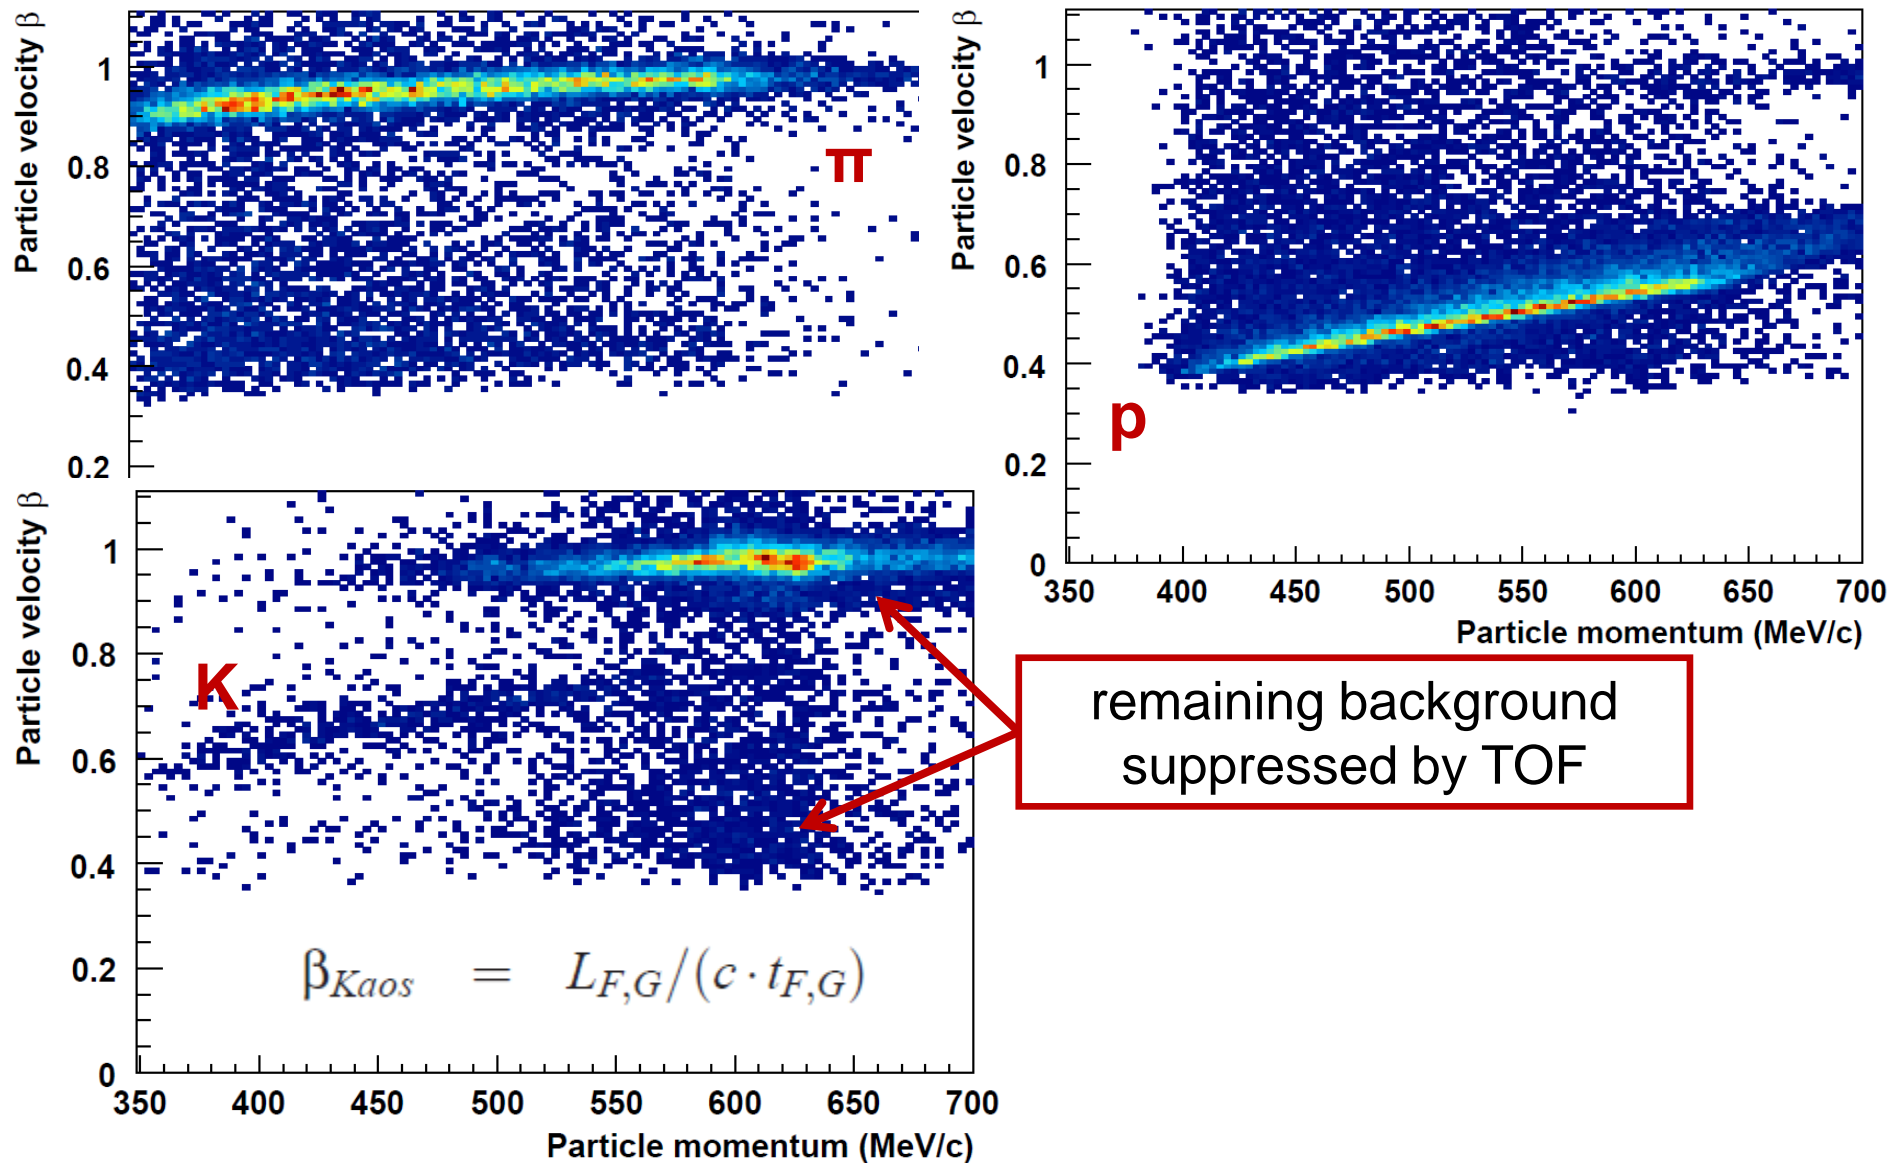 Particle velocity β
1
0.8
0.6
0.4
0.2
π
Particle velocity β
1
0.8
0.6
0.4
0.2
0
p
350 400 450 500 550 600 650 700
Particle momentum (MeV/c)
Particle velocity β
1
0.8
0.6
0.4
0.2
0
K
β_Kaos = L_F,G/(c · t_F,G)
350 400 450 500 550 600 650 700
Particle momentum (MeV/c)
remaining background
suppressed by TOF